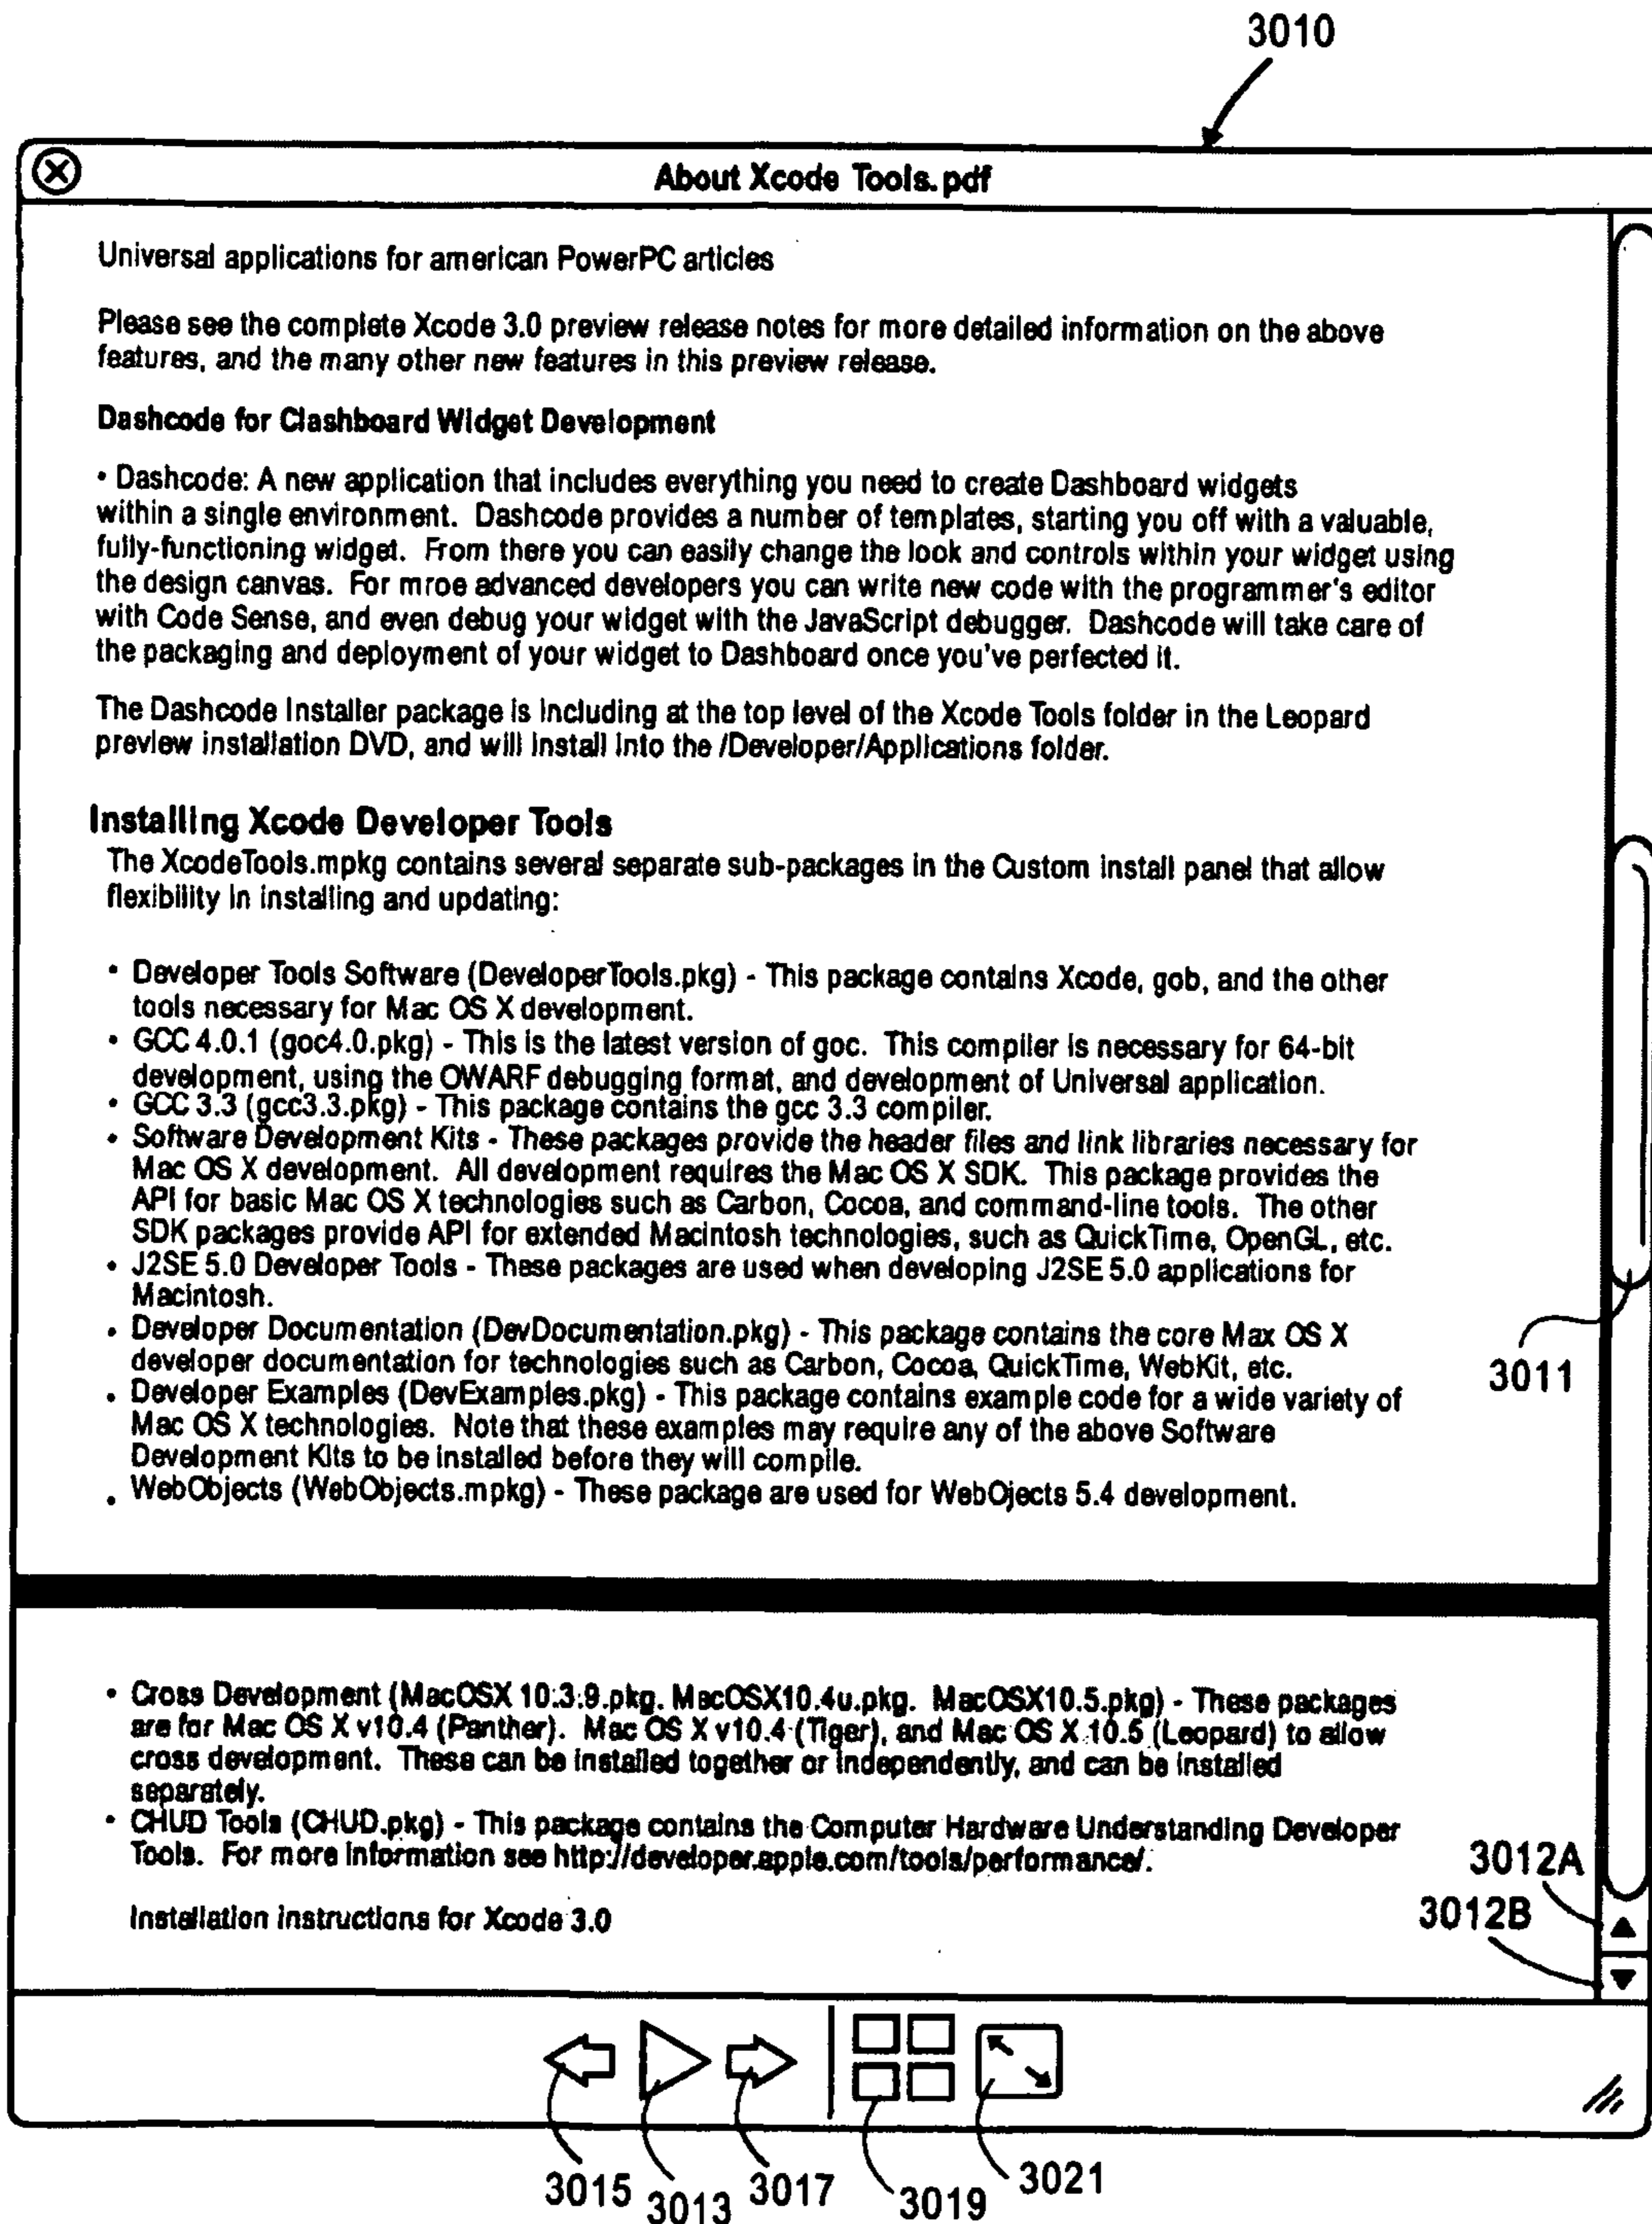 3010
About Xcode Tools.pdf
Universal applications for american PowerPC articles
Please see the complete Xcode 3.0 preview release notes for more detailed information on the above
features, and the many other new features in this preview release.
Dashcode for Clashboard Widget Development
• Dashcode: A new application that includes everything you need to create Dashboard widgets
within a single environment. Dashcode provides a number of templates, starting you off with a valuable,
fully-functioning widget. From there you can easily change the look and controls within your widget using
the design canvas. For mroe advanced developers you can write new code with the programmer's editor
with Code Sense, and even debug your widget with the JavaScript debugger. Dashcode will take care of
the packaging and deployment of your widget to Dashboard once you've perfected it.
The Dashcode Installer package is including at the top level of the Xcode Tools folder in the Leopard
preview installation DVD, and will install into the /Developer/Applications folder.
Installing Xcode Developer Tools
The XcodeTools.mpkg contains several separate sub-packages in the Custom install panel that allow
flexibility in installing and updating:
• Developer Tools Software (DeveloperTools.pkg) - This package contains Xcode, gob, and the other
tools necessary for Mac OS X development.
• GCC 4.0.1 (goc4.0.pkg) - This is the latest version of goc. This compiler is necessary for 64-bit
development, using the OWARF debugging format, and development of Universal application.
• GCC 3.3 (gcc3.3.pkg) - This package contains the gcc 3.3 compiler.
• Software Development Kits - These packages provide the header files and link libraries necessary for
Mac OS X development. All development requires the Mac OS X SDK. This package provides the
API for basic Mac OS X technologies such as Carbon, Cocoa, and command-line tools. The other
SDK packages provide API for extended Macintosh technologies, such as QuickTime, OpenGL, etc.
• J2SE 5.0 Developer Tools - These packages are used when developing J2SE 5.0 applications for
Macintosh.
• Developer Documentation (DevDocumentation.pkg) - This package contains the core Max OS X
developer documentation for technologies such as Carbon, Cocoa, QuickTime, WebKit, etc.
3011
• Developer Examples (DevExamples.pkg) - This package contains example code for a wide variety of
Mac OS X technologies. Note that these examples may require any of the above Software
Development Kits to be installed before they will compile.
• WebObjects (WebObjects.mpkg) - These package are used for WebOjects 5.4 development.
• Cross Development (MacOSX 10.3.9.pkg. MacOSX10.4u.pkg. MacOSX10.5.pkg) - These packages
are for Mac OS X v10.4 (Panther). Mac OS X v10.4 (Tiger), and Mac OS X 10.5 (Leopard) to allow
cross development. These can be installed together or independently, and can be installed
separately.
• CHUD Tools (CHUD.pkg) - This package contains the Computer Hardware Understanding Developer
Tools. For more information see http://developer.apple.com/tools/performance/.
3012A
3012B
Installation instructions for Xcode 3.0
3015 3013 3017 3019 3021